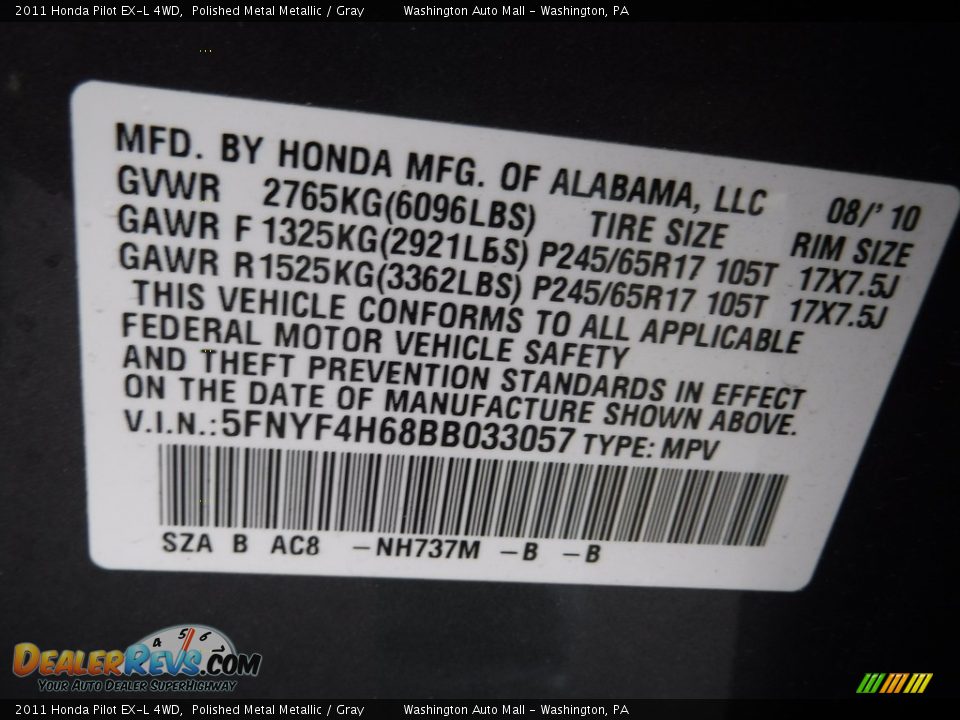 2011 Honda Pilot EX-L 4WD, Polished Metal Metallic / Gray Washington Auto Mall - Washington, PA
MFD. BY HONDA MFG. OF ALABAMA, LLC 08/'10
GVWR 2765KG(6096LBS) TIRE SIZE RIM SIZE
GAWR F 1325KG(2921LBS) P245/65R17 105T 17X7.5J
GAWR R1525KG(3362LBS) P245/65R17 105T 17X7.5J
THIS VEHICLE CONFORMS TO ALL APPLICABLE
FEDERAL MOTOR VEHICLE SAFETY
AND THEFT PREVENTION STANDARDS IN EFFECT
ON THE DATE OF MANUFACTURE SHOWN ABOVE.
V.I.N.:5FNYF4H68BB033057 TYPE: MPV
SZA B AC8 -NH737M -B -B
4 5 6
DEALERREVS.COM
YOUR AUTO DEALER SUPERHIGHWAY
2011 Honda Pilot EX-L 4WD, Polished Metal Metallic / Gray Washington Auto Mall - Washington, PA